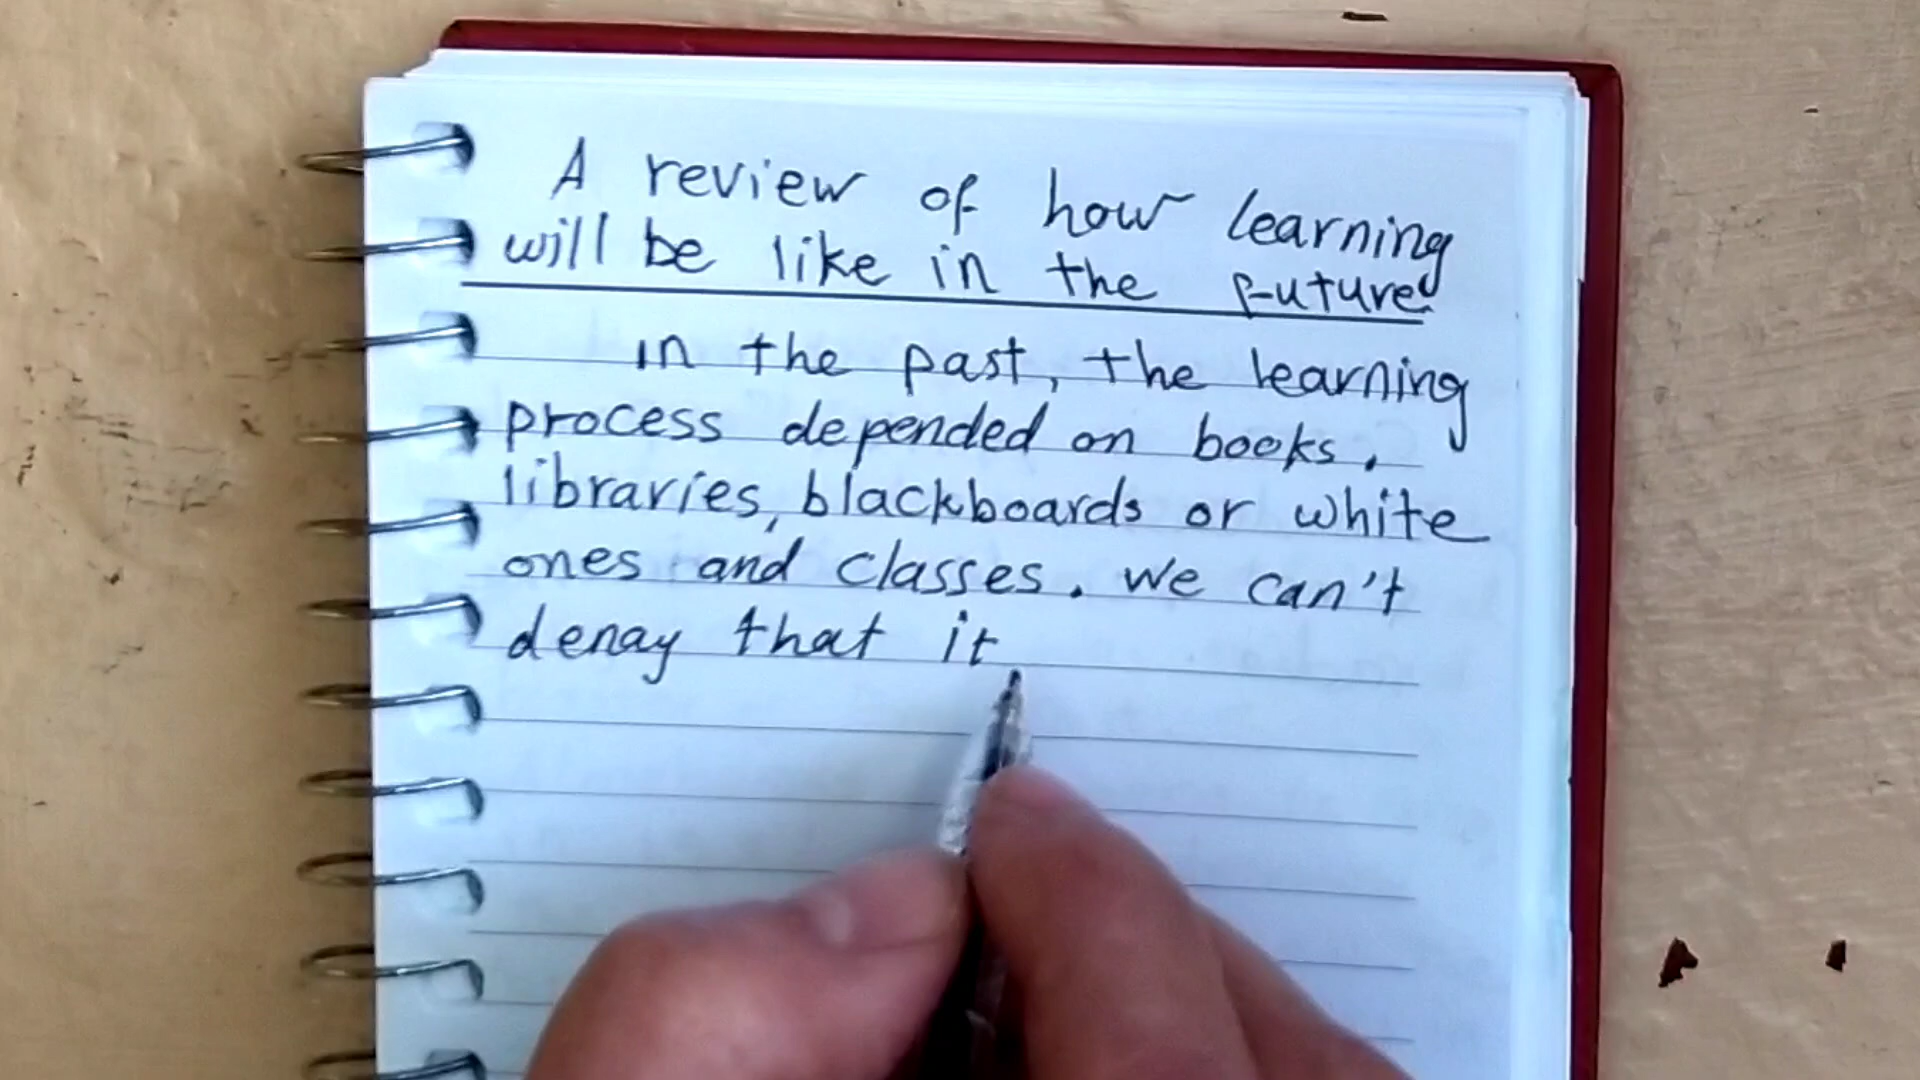 A review of how learning
will be like in the future
in the past, the learning
process depended on books.
libraries, blackboards or white
ones and classes. We can't
denay that it